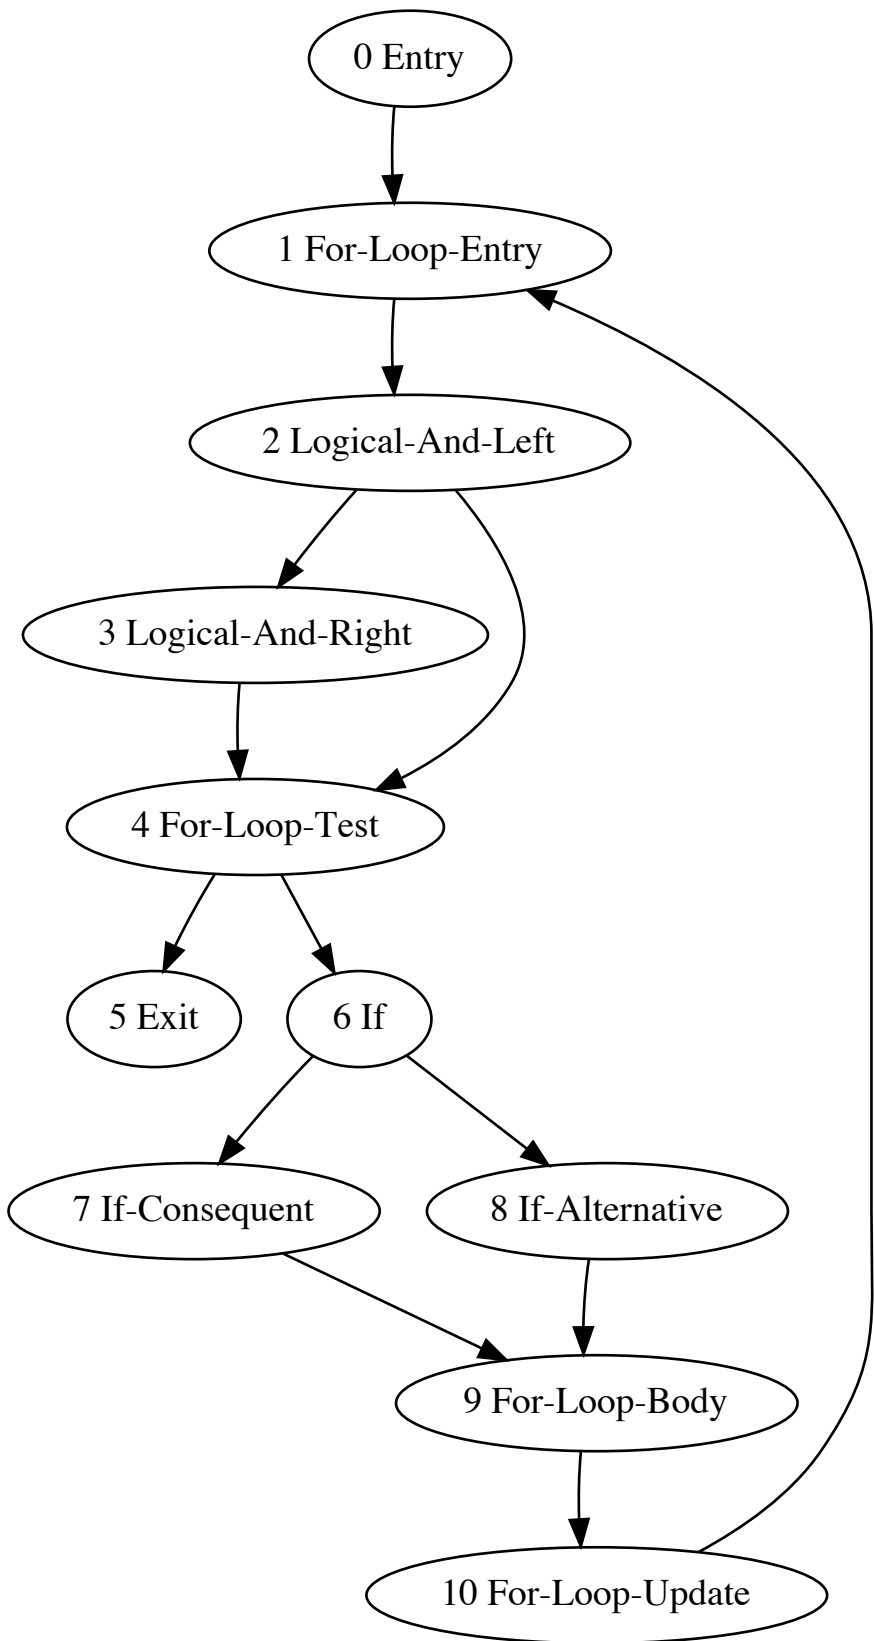 0 Entry
1 For-Loop-Entry
2 Logical-And-Left
3 Logical-And-Right
4 For-Loop-Test
5 Exit
6 If
7 If-Consequent
8 If-Alternative
9 For-Loop-Body
10 For-Loop-Update